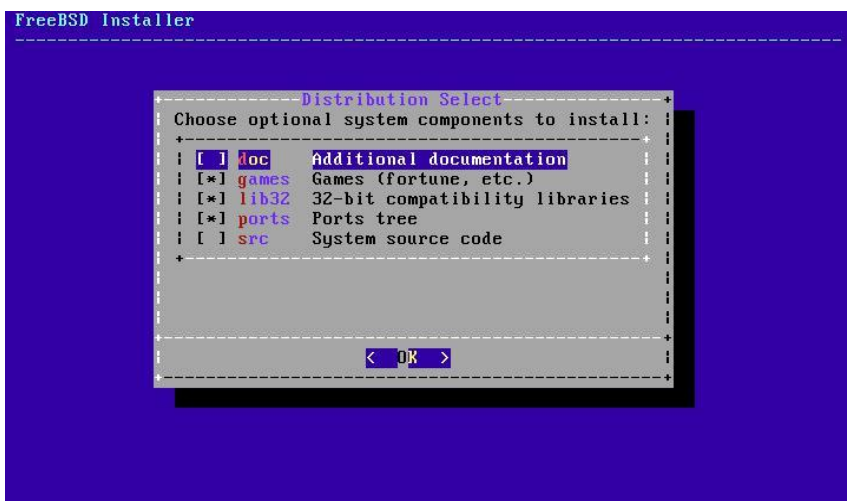 FreeBSD Installer
Distribution Select
Choose optional system components to install:
[ ] doc Additional documentation
[*] games Games (fortune, etc.)
[*] lib32 32-bit compatibility libraries
[*] ports Ports tree
[ ] src System source code
< OK >